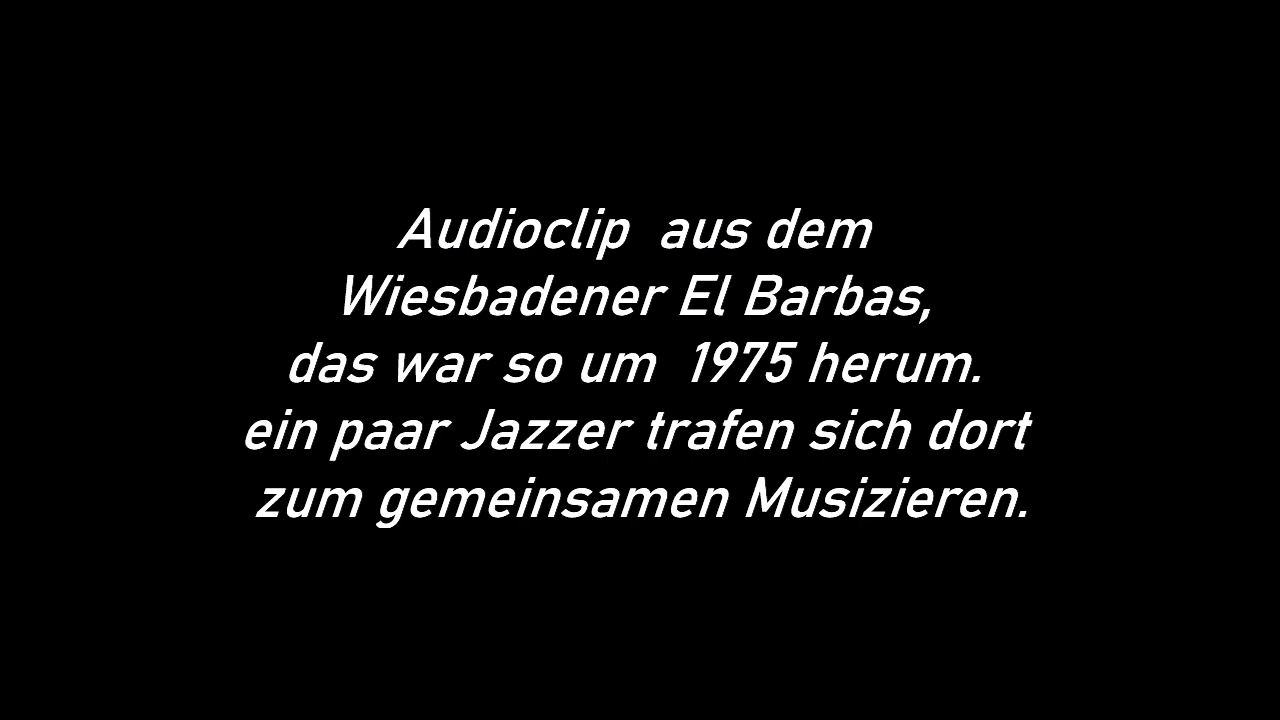 Audioclip  aus dem
Wiesbadener El Barbas,
das war so um  1975 herum.
ein paar Jazzer trafen sich dort
zum gemeinsamen Musizieren.